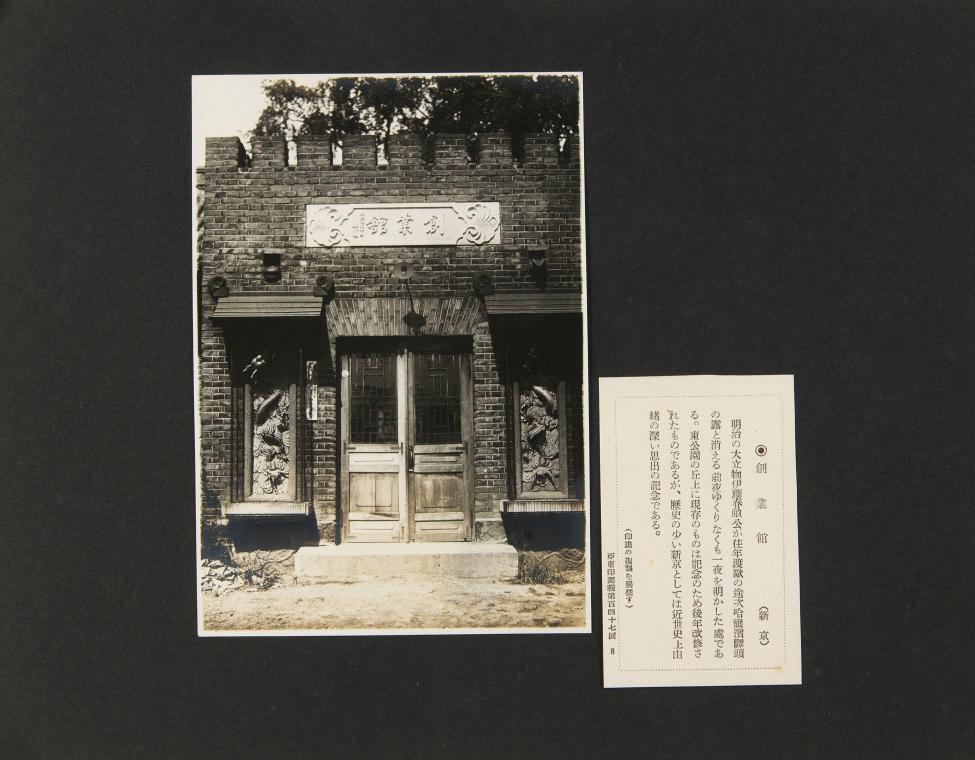 創業館
◉創業館 (新京)
明治の大立物伊藤春畝公が往年渡歐の途次哈爾濱驛頭
の露と消える前夜ゆくりなくも一夜を明かした處であ
る。東公園の丘上に現存のものは記念のため後年改修さ
れたものであるが、歷史の少い新京としては近世史上由
緖の深い思出の記念である。
(印畫の複製を嚴禁す)
亞東印畫輯第百四十七回 8